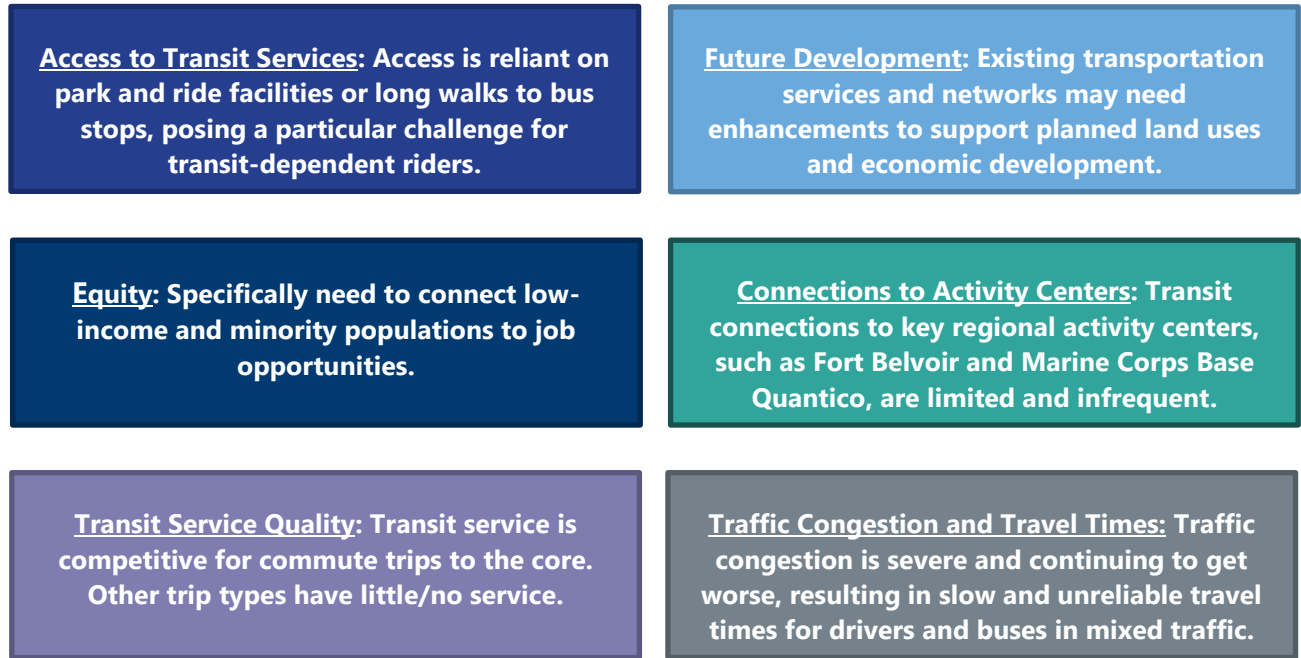 Access to Transit Services: Access is reliant on
park and ride facilities or long walks to bus
stops, posing a particular challenge for
transit-dependent riders.
Future Development: Existing transportation
services and networks may need
enhancements to support planned land uses
and economic development.
Equity: Specifically need to connect low-
income and minority populations to job
opportunities.
Connections to Activity Centers: Transit
connections to key regional activity centers,
such as Fort Belvoir and Marine Corps Base
Quantico, are limited and infrequent.
Transit Service Quality: Transit service is
competitive for commute trips to the core.
Other trip types have little/no service.
Traffic Congestion and Travel Times: Traffic
congestion is severe and continuing to get
worse, resulting in slow and unreliable travel
times for drivers and buses in mixed traffic.